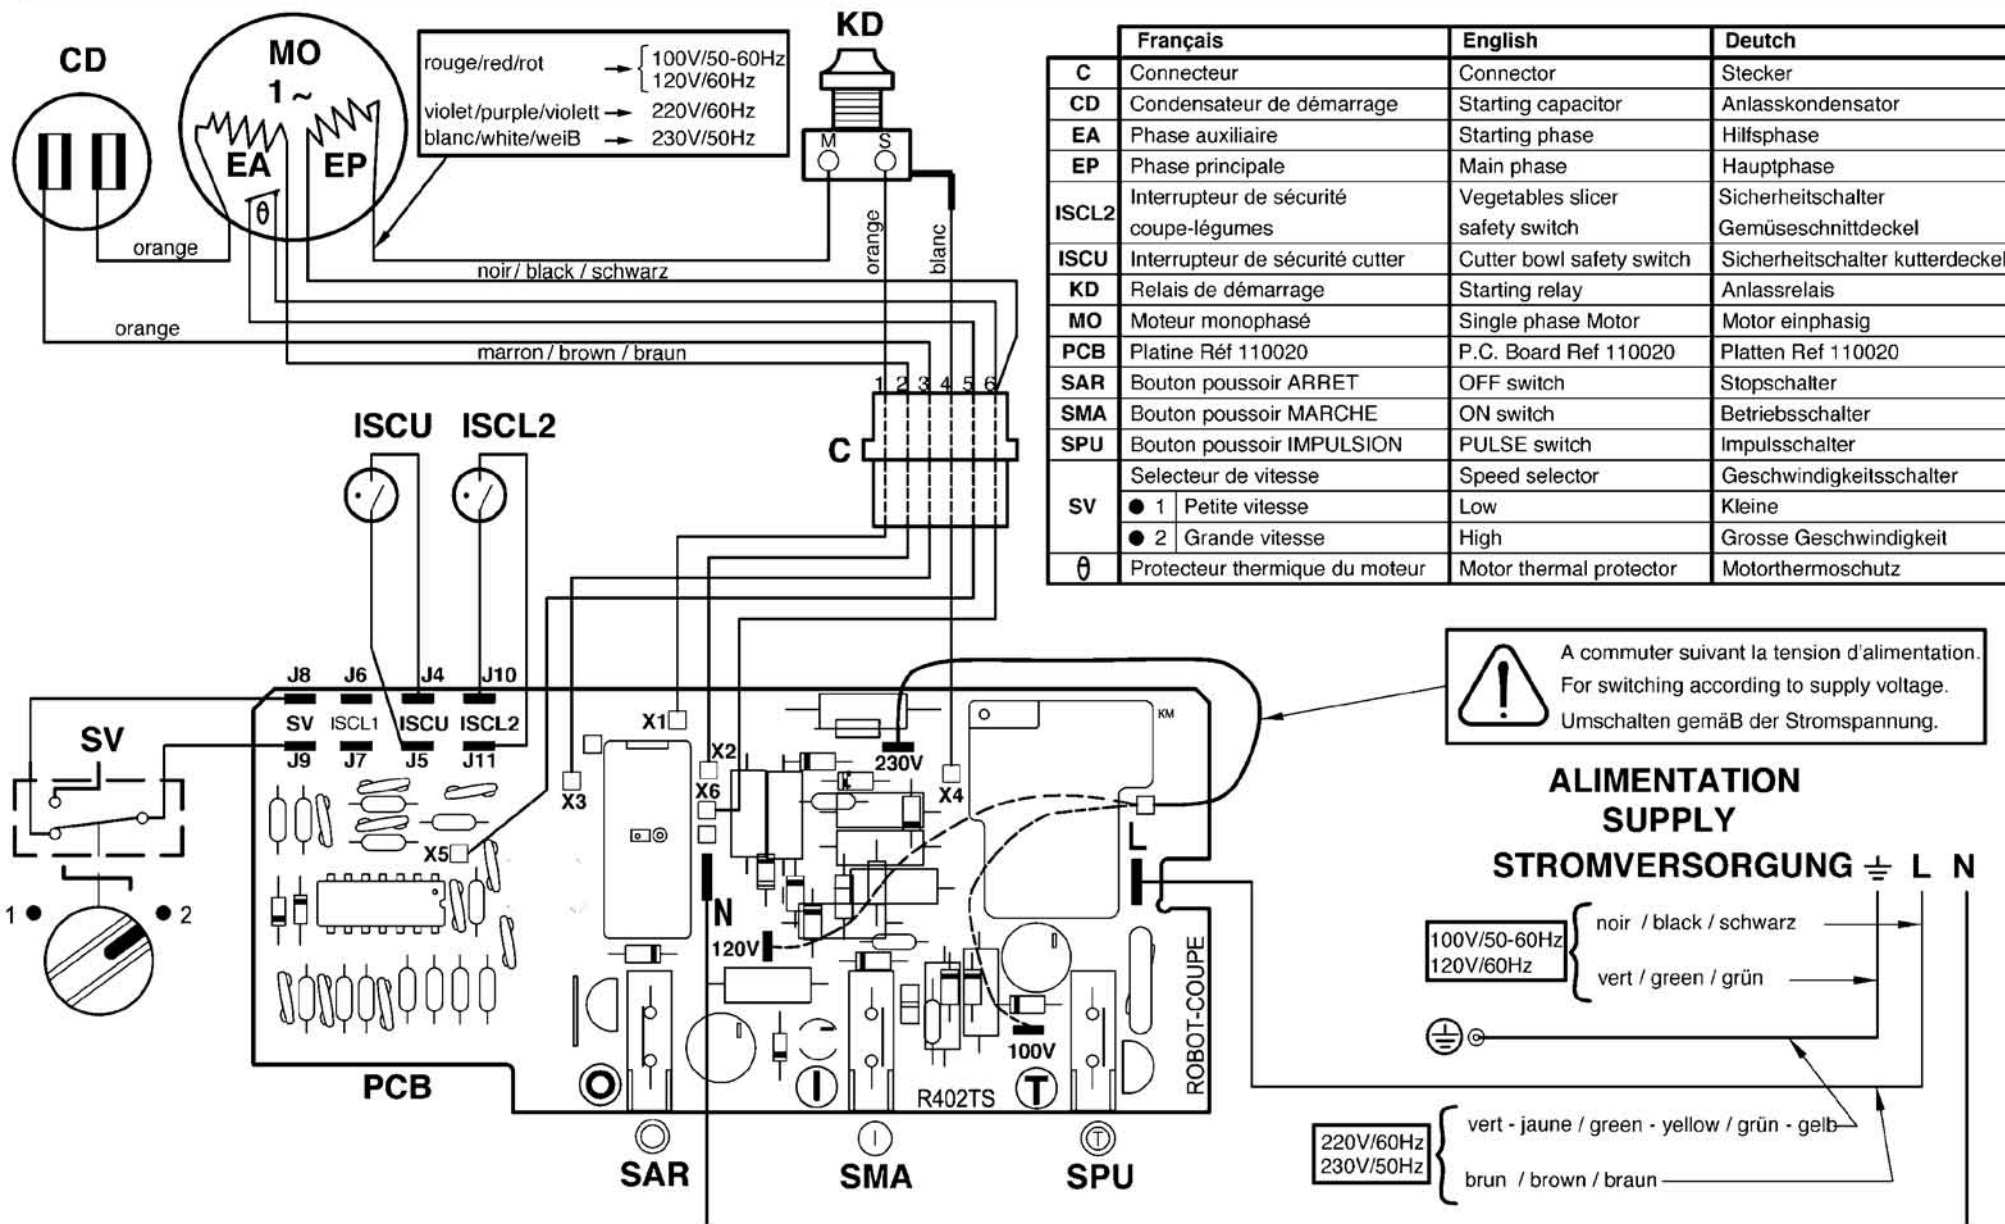 CD
MO
1 ~
EA
EP
θ
rouge/red/rot → 100V/50-60Hz
120V/60Hz
violet/purple/violett → 220V/60Hz
blanc/white/weiB → 230V/50Hz
KD
M S
orange
noir/ black / schwarz
orange
blanc
orange
marron / brown / braun
1 2 3 4 5 6
C
ISCU ISCL2
Français English Deutch
C Connecteur Connector Stecker
CD Condensateur de démarrage Starting capacitor Anlasskondensator
EA Phase auxiliaire Starting phase Hilfsphase
EP Phase principale Main phase Hauptphase
ISCL2 Interrupteur de sécurité Vegetables slicer Sicherheitschalter
coupe-légumes safety switch Gemüseschnittdeckel
ISCU Interrupteur de sécurité cutter Cutter bowl safety switch Sicherheitschalter kutterdeckel
KD Relais de démarrage Starting relay Anlassrelais
MO Moteur monophasé Single phase Motor Motor einphasig
PCB Platine Réf 110020 P.C. Board Ref 110020 Platten Ref 110020
SAR Bouton poussoir ARRET OFF switch Stopschalter
SMA Bouton poussoir MARCHE ON switch Betriebsschalter
SPU Bouton poussoir IMPULSION PULSE switch Impulsschalter
SV Selecteur de vitesse Speed selector Geschwindigkeitsschalter
● 1 Petite vitesse Low Kleine
● 2 Grande vitesse High Grosse Geschwindigkeit
θ Protecteur thermique du moteur Motor thermal protector Motorthermoschutz
A commuter suivant la tension d'alimentation.
For switching according to supply voltage.
Umschalten gemäB der Stromspannung.
J8 J6 J4 J10
SV ISCL1 ISCU ISCL2
J9 J7 J5 J11
SV
1 ● ● 2
X1
X2
X3
X6
X4
X5
230V
KM
L
N
120V
100V
O
I
T
R402TS
ROBOT-COUPE
PCB
I
T
SAR
SMA
SPU
ALIMENTATION
SUPPLY
STROMVERSORGUNG ⏚ L N
100V/50-60Hz
120V/60Hz
noir / black / schwarz
vert / green / grün
220V/60Hz
230V/50Hz
vert - jaune / green - yellow / grün - gelb
brun / brown / braun